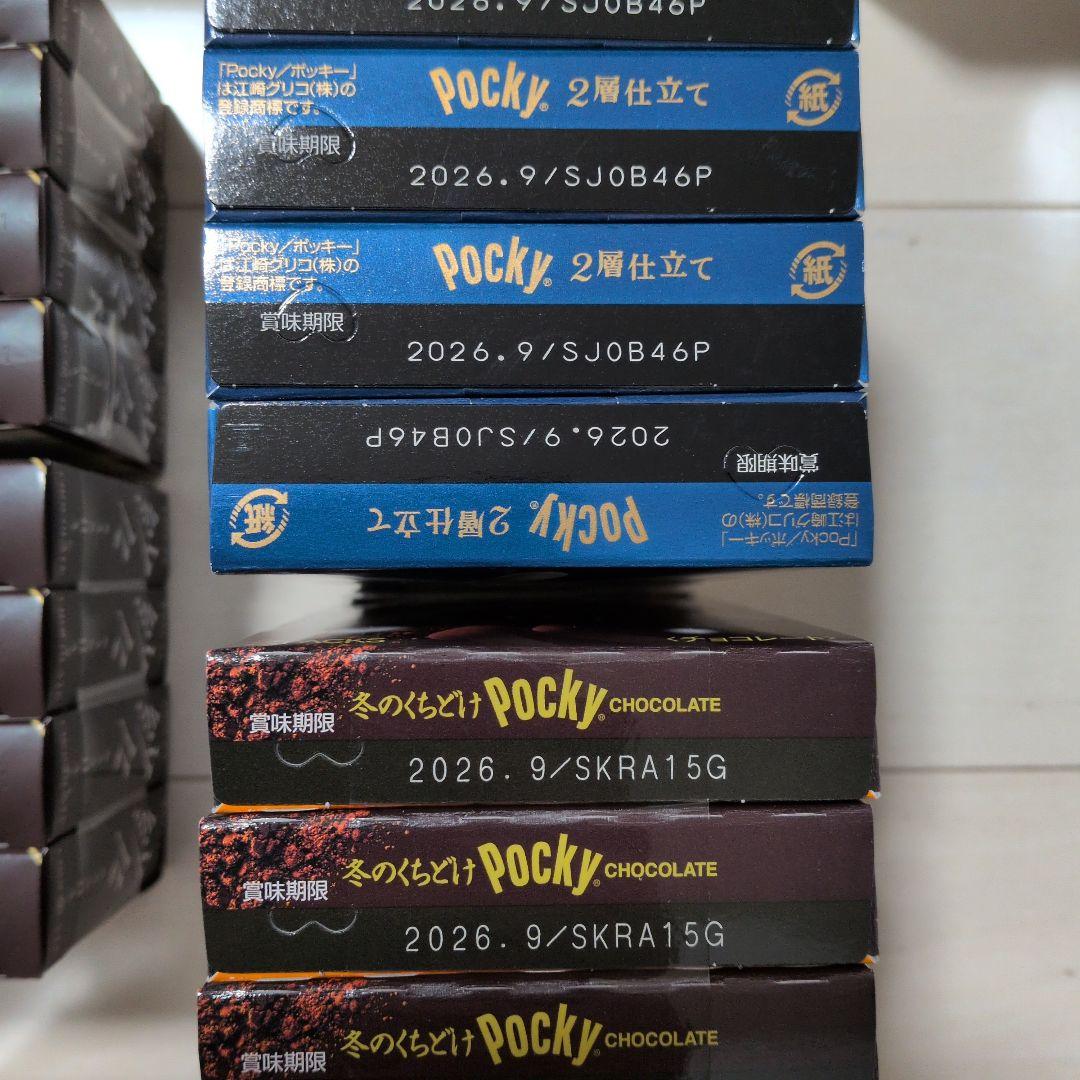 2026.9/SJ0B46P
「Pocky/ポッキー」
は江崎グリコ(株)の
登録商標です。
Pocky 2層仕立て
紙
賞味期限
2026.9/SJ0B46P
「Pocky/ポッキー」
は江崎グリコ(株)の
登録商標です。
Pocky 2層仕立て
紙
賞味期限
2026.9/SJ0B46P
「Pocky/ポッキー」
は江崎グリコ(株)の
登録商標です。
Pocky 2層仕立て
紙
賞味期限
2026.9/SJ0B46P
冬のくちどけ Pocky CHOCOLATE
賞味期限
2026. 9/SKRA15G
冬のくちどけ Pocky CHOCOLATE
賞味期限
2026. 9/SKRA15G
冬のくちどけ Pocky CHOCOLATE
賞味期限